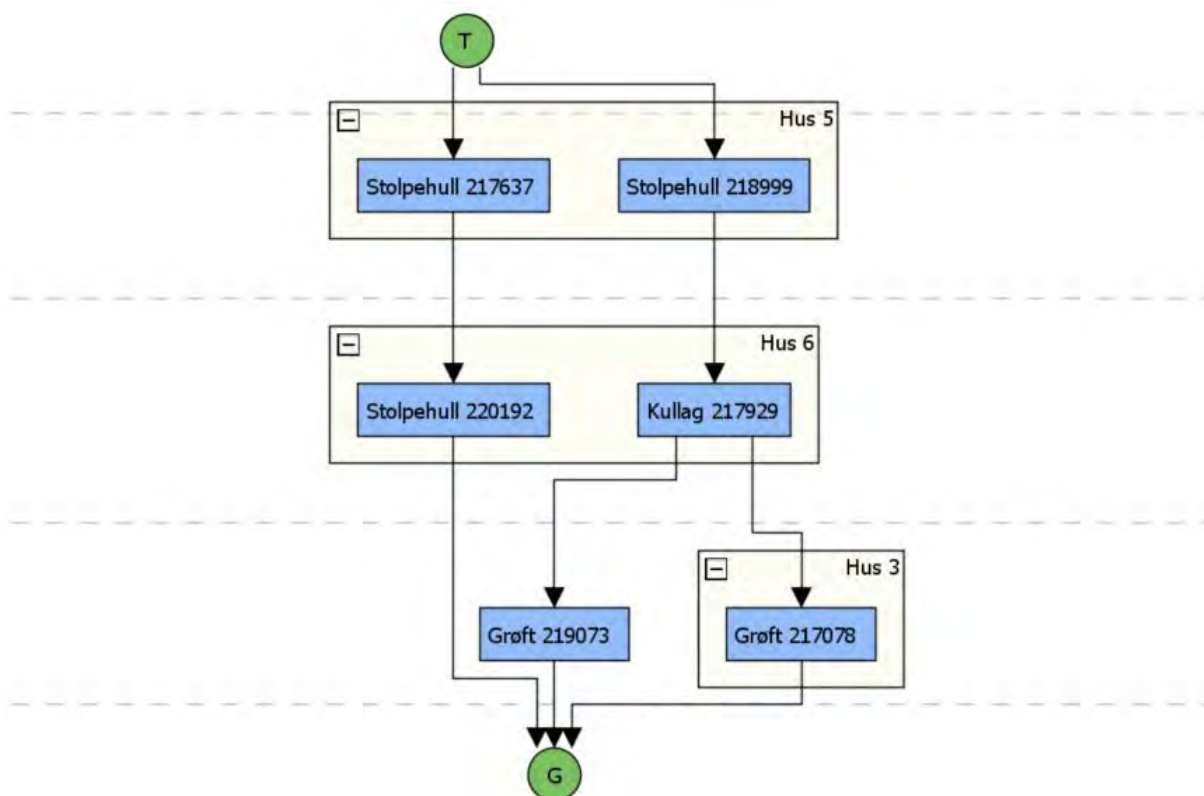 T
Hus 5
Stolpehull 217637
Stolpehull 218999
Hus 6
Stolpehull 220192
Kullag 217929
Hus 3
Grøft 219073
Grøft 217078
G